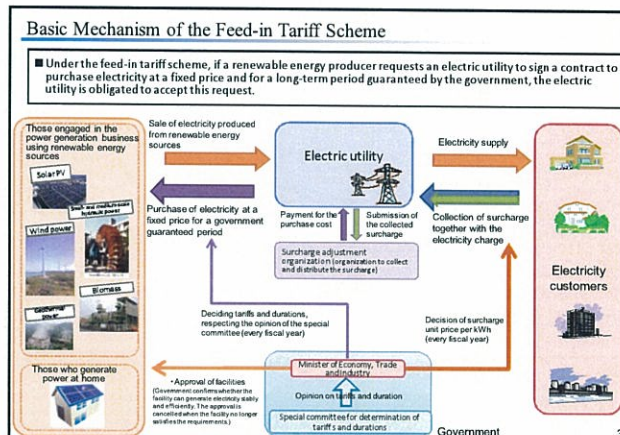 Basic Mechanism of the Feed-in Tariff Scheme
■ Under the feed-in tariff scheme, if a renewable energy producer requests an electric utility to sign a contract to
purchase electricity at a fixed price and for a long-term period guaranteed by the government, the electric
utility is obligated to accept this request.
Those engaged in the
power generation business
using renewable energy
sources
Solar PV
Small and medium-scale
hydraulic power
Wind power
Biomass
Geothermal
power
Those who generate
power at home
Sale of electricity produced
from renewable energy
sources
Purchase of electricity at a
fixed price for a government
guaranteed period
Electric utility
Payment for the
purchase cost
Submission of
the collected
surcharge
Surcharge adjustment
organization (organization to collect
and distribute the surcharge)
Electricity supply
Collection of surcharge
together with the
electricity charge
Electricity
customers
Deciding tariffs and durations,
respecting the opinion of the special
committee (every fiscal year)
Decision of surcharge
unit price per kWh
(every fiscal year)
• Approval of facilities
(Government confirms whether the
facility can generate electricity stably
and efficiently. The approval is
cancelled when the facility no longer
satisfies the requirements.)
Minister of Economy, Trade
and Industry
Opinion on tariffs and duration
Special committee for determination of
tariffs and durations
Government